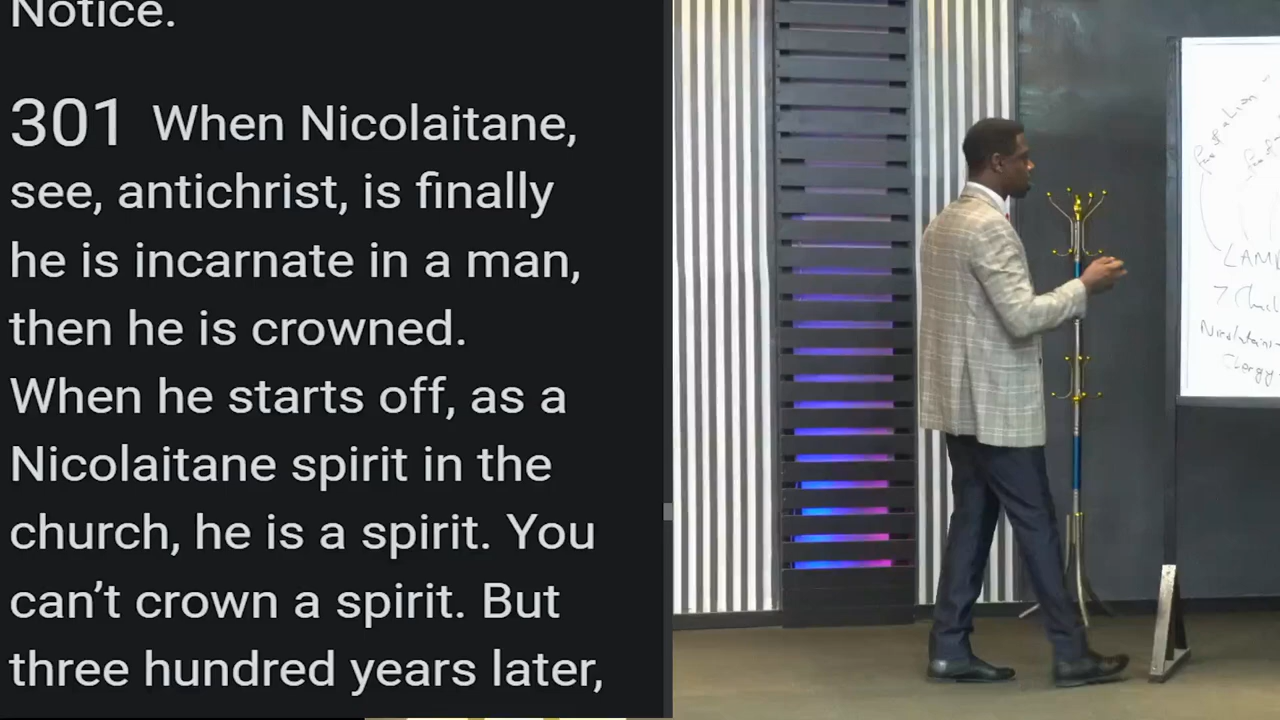 Notice.
301 When Nicolaitane,
see, antichrist, is finally
he is incarnate in a man,
then he is crowned.
When he starts off, as a
Nicolaitane spirit in the
church, he is a spirit. You
can’t crown a spirit. But
three hundred years later,
LAMB
7 Church